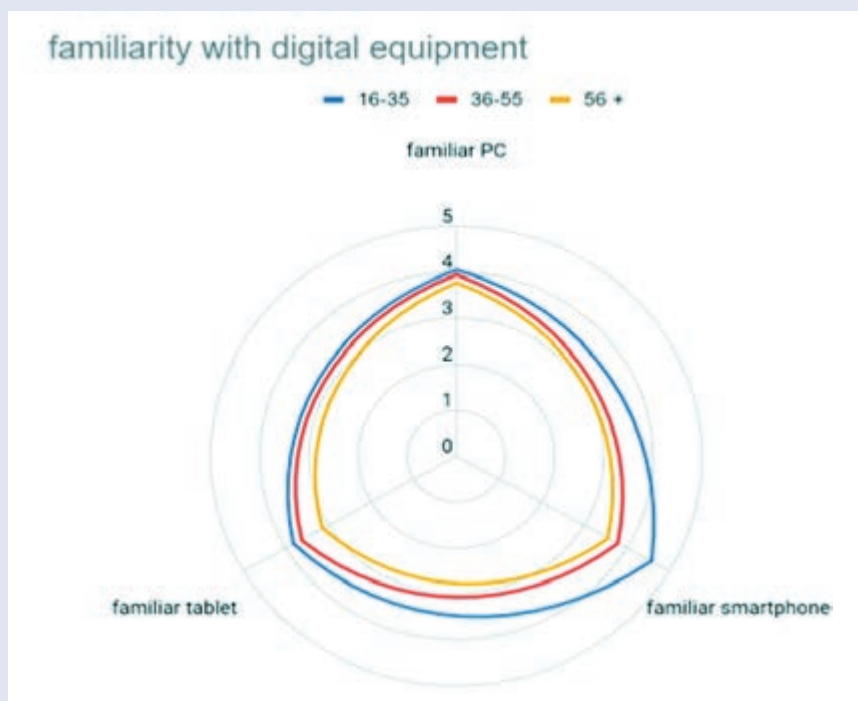 familiarity with digital equipment
16-35 36-55 56 +
familiar PC
5
4
3
2
1
0
familiar tablet familiar smartphone